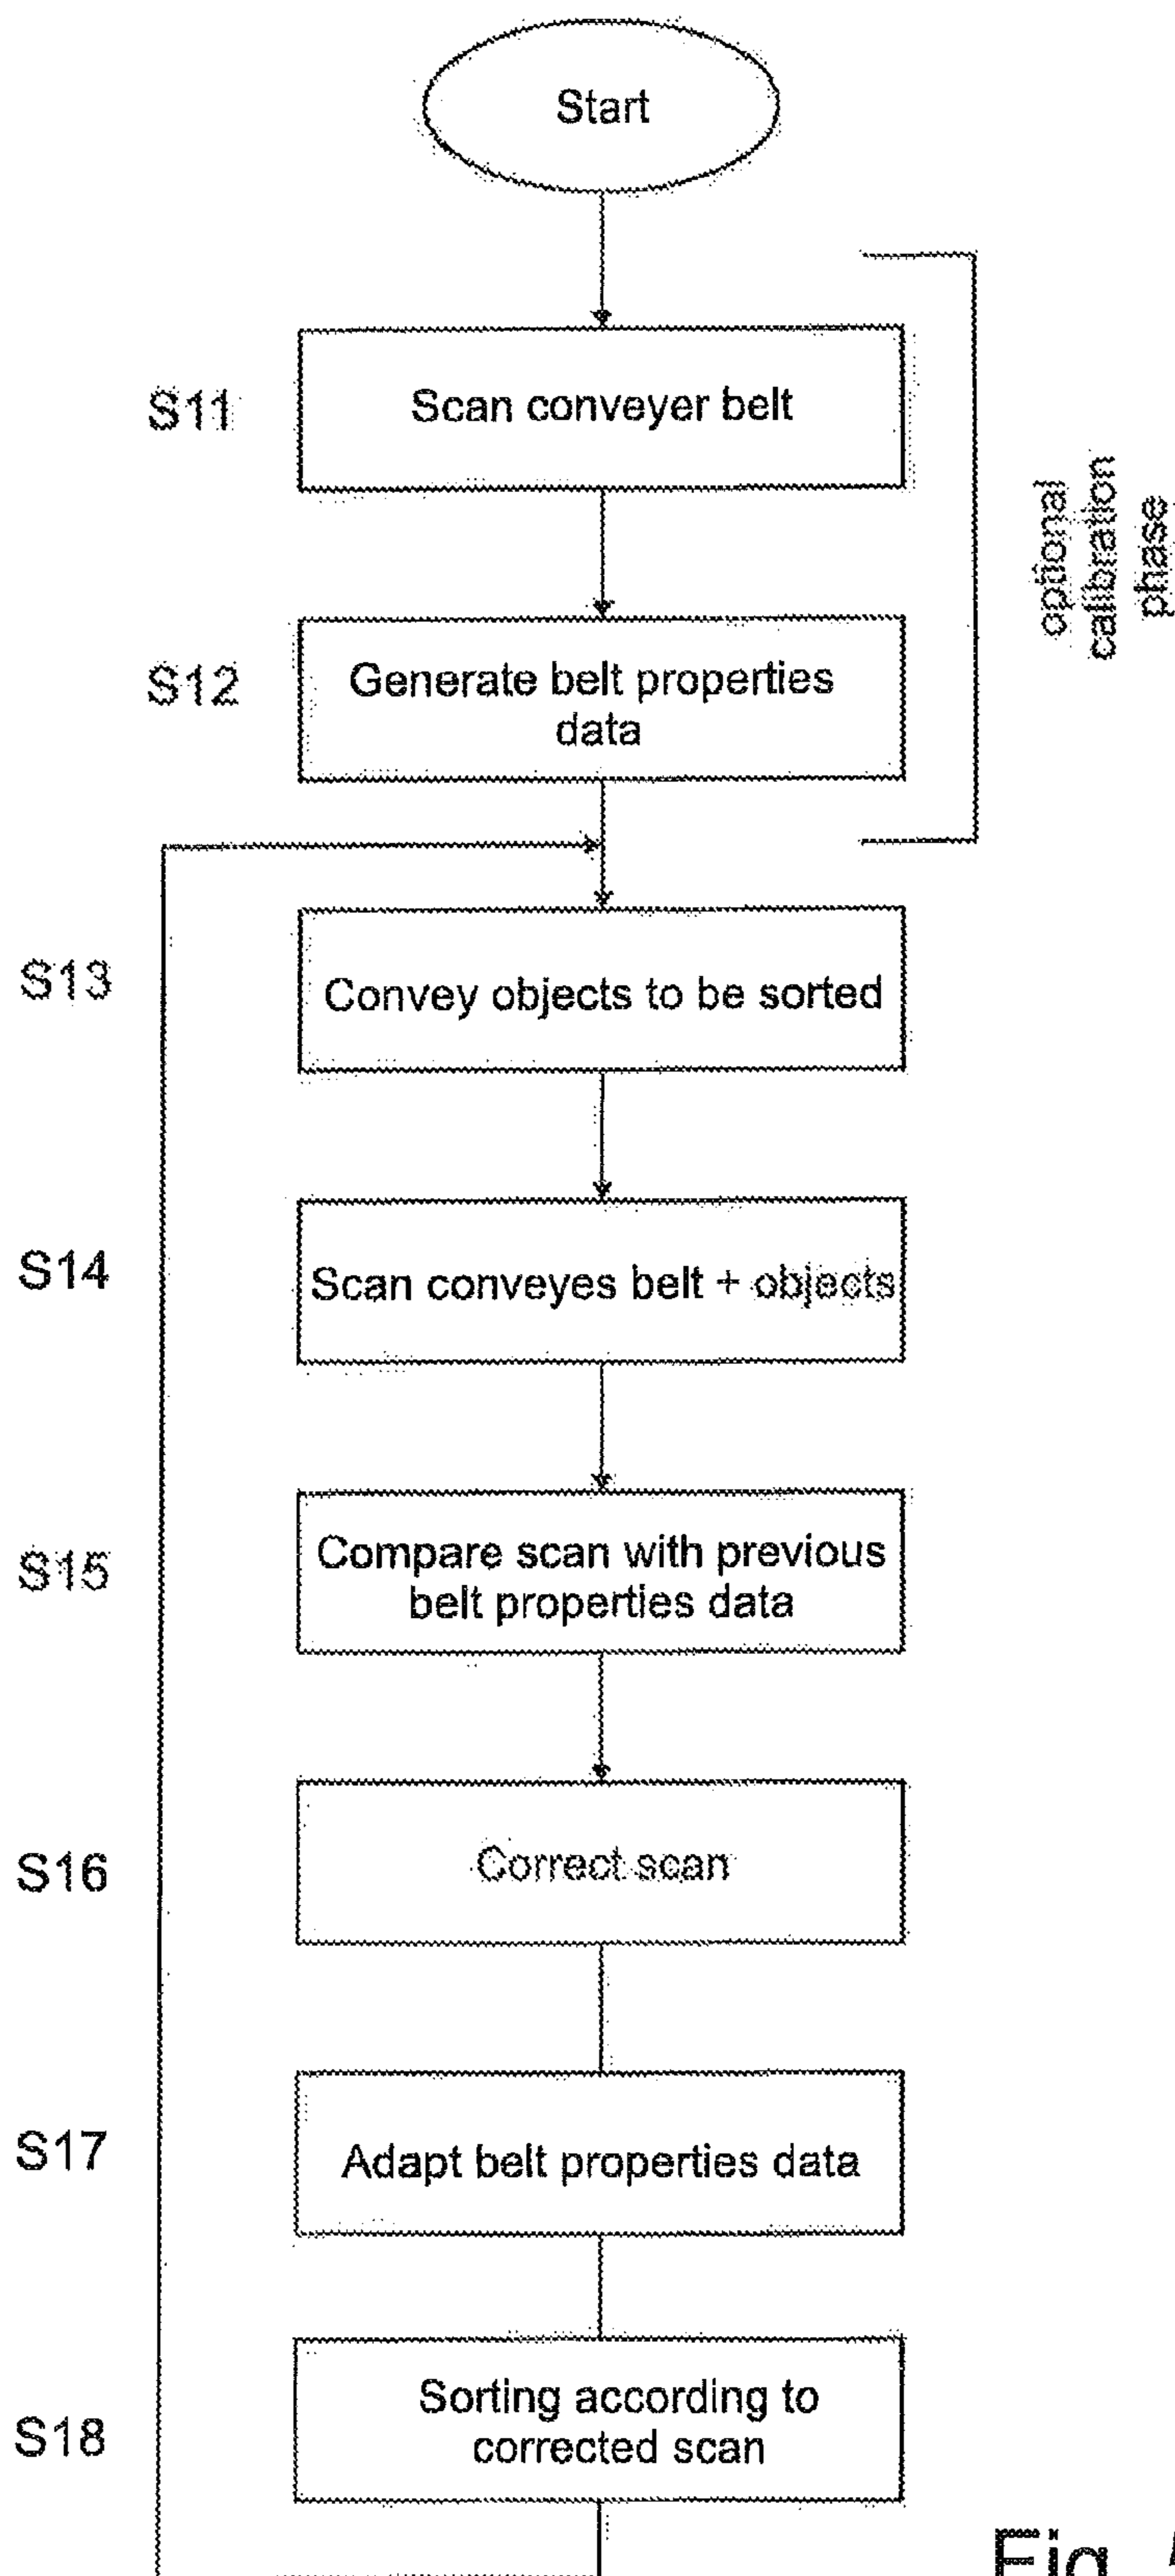 Start
S11
Scan conveyer belt
optional
calibration
phase
S12
Generate belt properties
data
S13
Convey objects to be sorted
S14
Scan conveyes belt + objects
S15
Compare scan with previous
belt properties data
S16
Correct scan
S17
Adapt belt properties data
S18
Sorting according to
corrected scan
Fig.